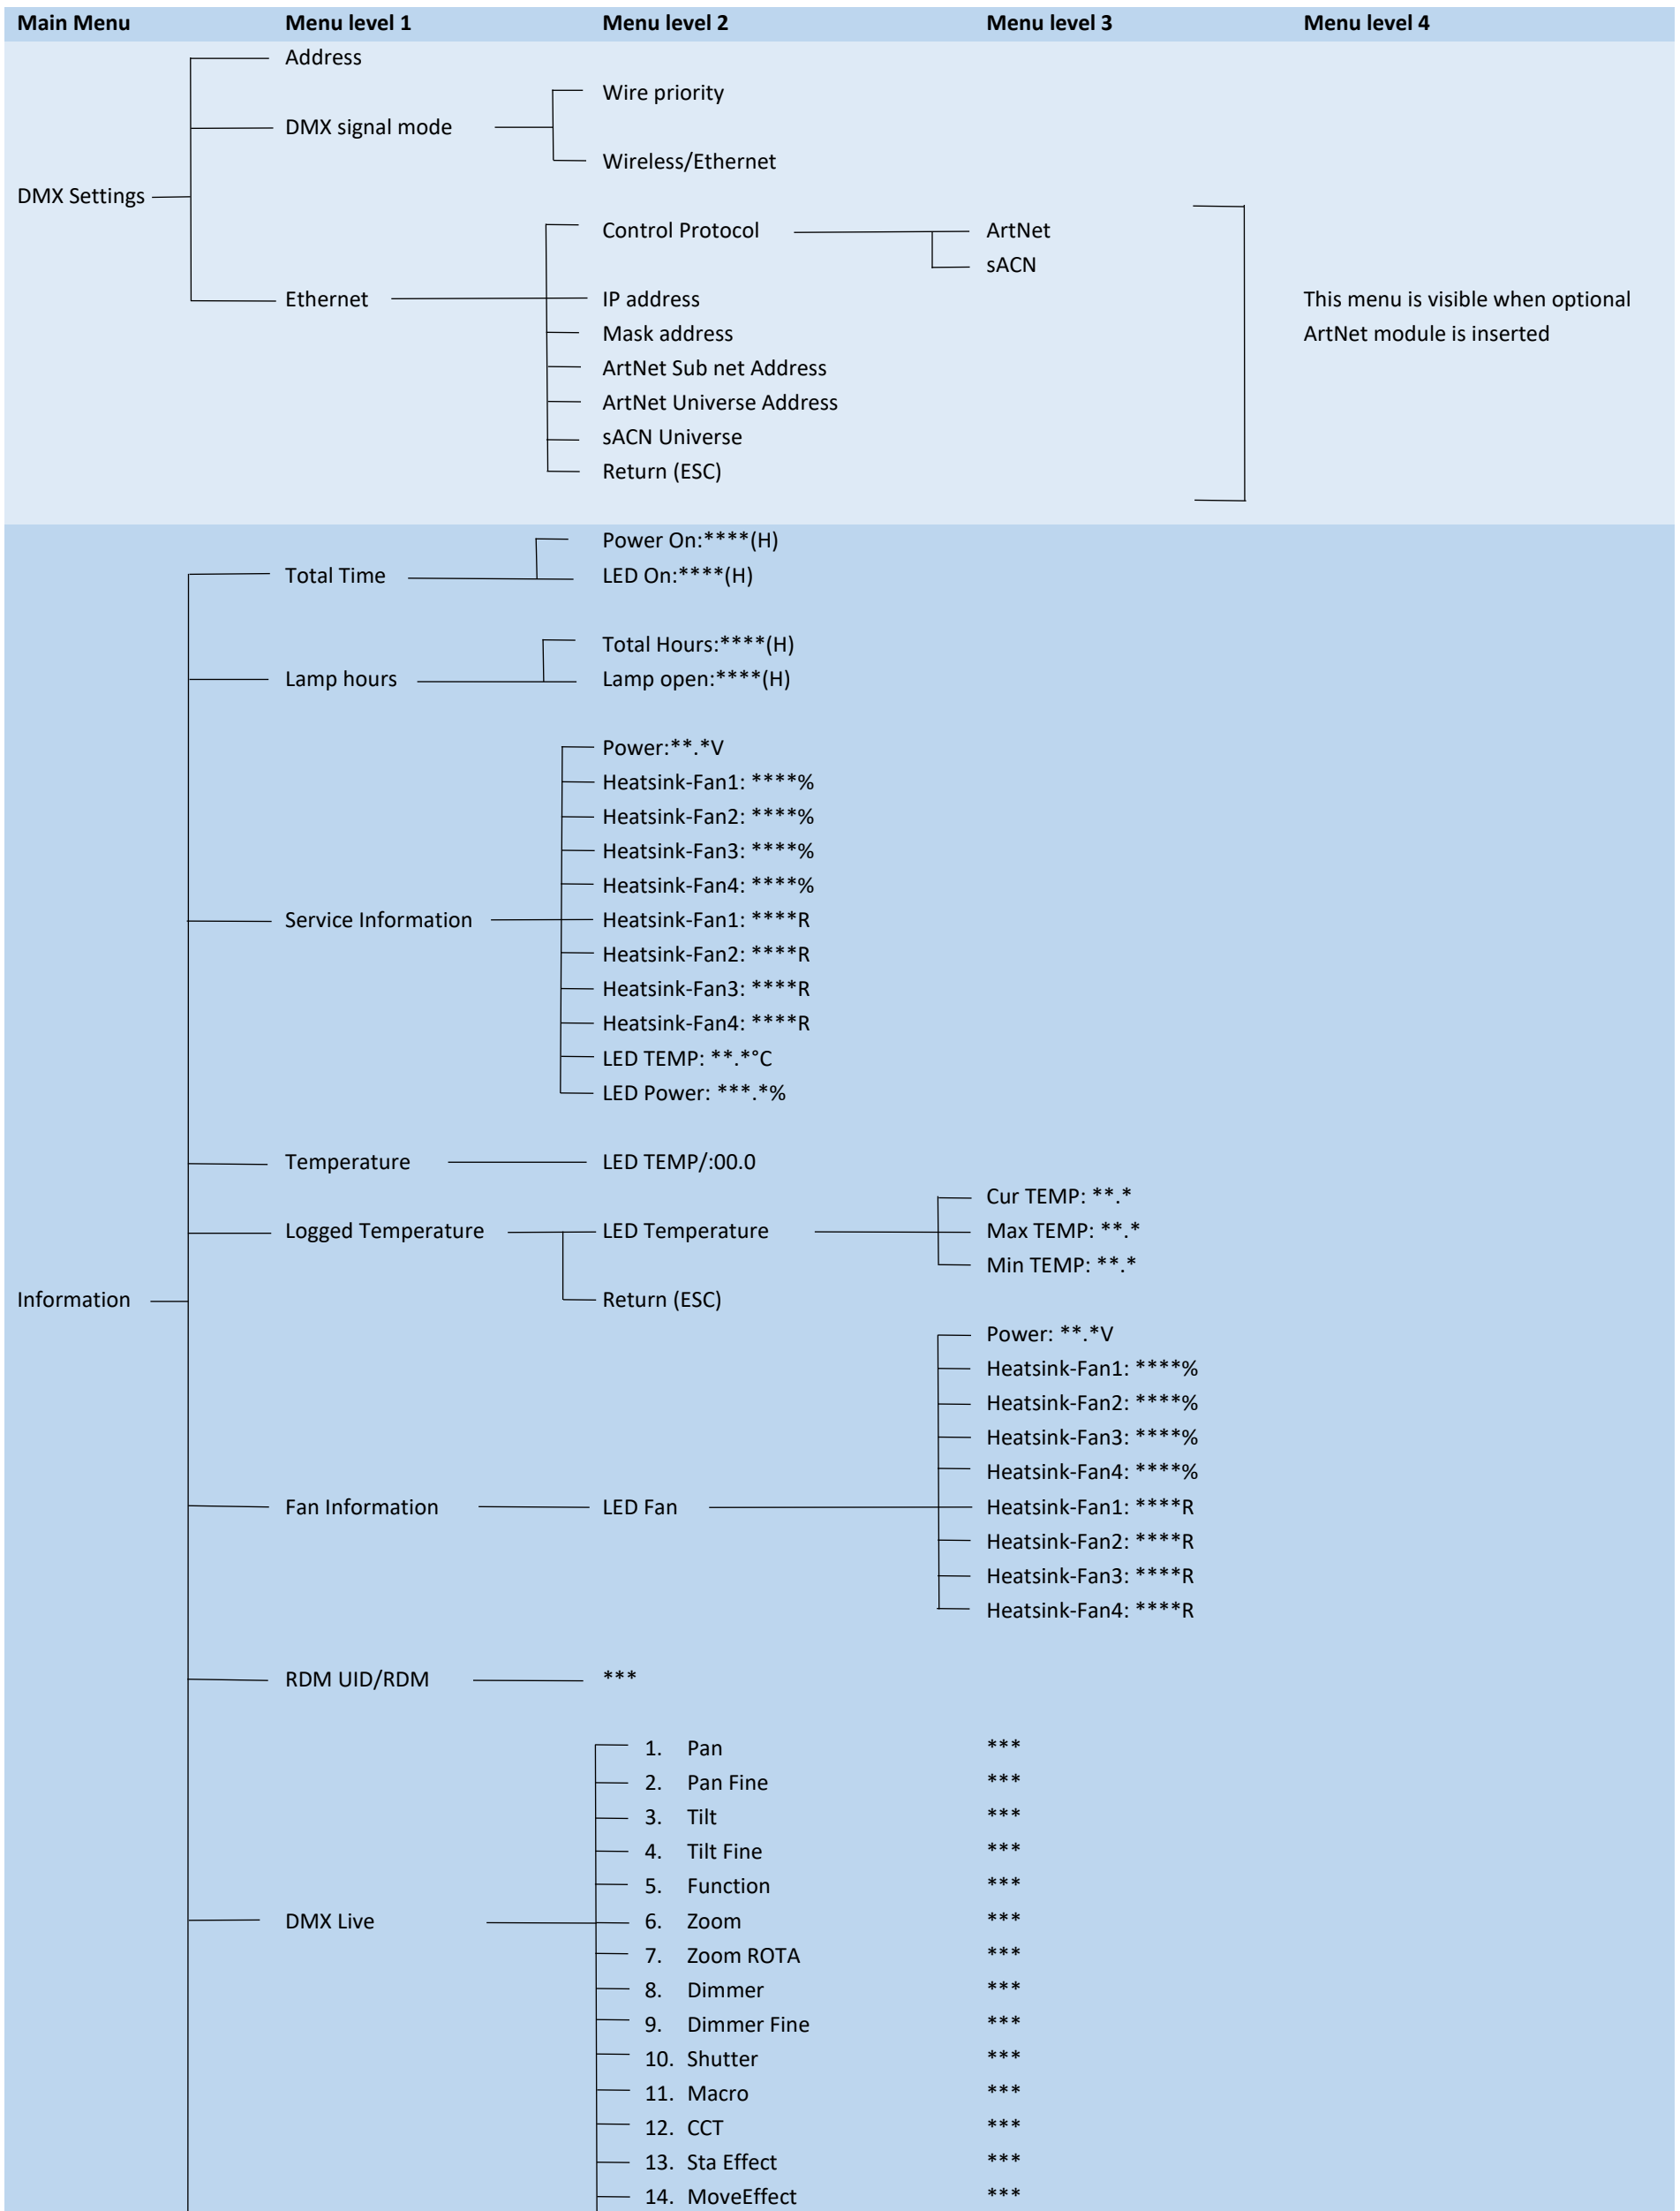 Main Menu Menu level 1 Menu level 2 Menu level 3 Menu level 4
Address
Wire priority
DMX signal mode
Wireless/Ethernet
DMX Settings
Control Protocol ArtNet
sACN
Ethernet IP address This menu is visible when optional
Mask address ArtNet module is inserted
ArtNet Sub net Address
ArtNet Universe Address
sACN Universe
Return (ESC)
Power On:****(H)
Total Time LED On:****(H)
Total Hours:****(H)
Lamp hours Lamp open:****(H)
Power:**.*V
Heatsink-Fan1: ****%
Heatsink-Fan2: ****%
Heatsink-Fan3: ****%
Heatsink-Fan4: ****%
Service Information Heatsink-Fan1: ****R
Heatsink-Fan2: ****R
Heatsink-Fan3: ****R
Heatsink-Fan4: ****R
LED TEMP: **.*°C
LED Power: ***.*%
Temperature LED TEMP/:00.0
Cur TEMP: **.*
Logged Temperature LED Temperature Max TEMP: **.*
Min TEMP: **.*
Information Return (ESC)
Power: **.*V
Heatsink-Fan1: ****%
Heatsink-Fan2: ****%
Heatsink-Fan3: ****%
Heatsink-Fan4: ****%
Fan Information LED Fan Heatsink-Fan1: ****R
Heatsink-Fan2: ****R
Heatsink-Fan3: ****R
Heatsink-Fan4: ****R
RDM UID/RDM ***
1. Pan ***
2. Pan Fine ***
3. Tilt ***
4. Tilt Fine ***
5. Function ***
DMX Live 6. Zoom ***
7. Zoom ROTA ***
8. Dimmer ***
9. Dimmer Fine ***
10. Shutter ***
11. Macro ***
12. CCT ***
13. Sta Effect ***
14. MoveEffect ***